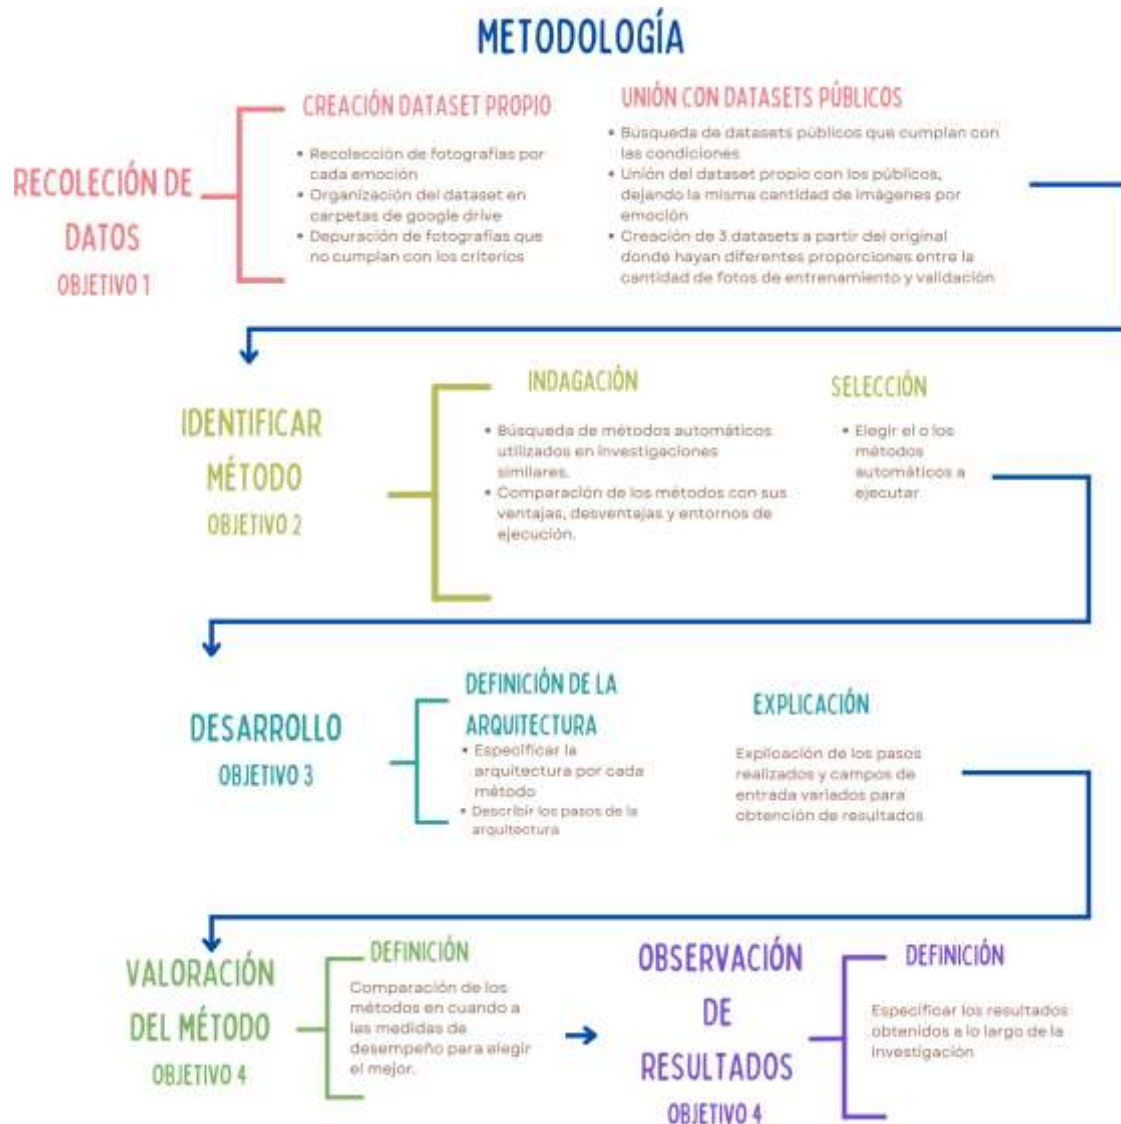 METODOLOGÍA
RECOLECIÓN DE
DATOS
OBJETIVO 1
CREACIÓN DATASET PROPIO
• Recolección de fotografías por
cada emoción
• Organización del dataset en
carpetas de google drive
• Depuración de fotografías que
no cumplan con los criterios
UNIÓN CON DATASETS PÚBLICOS
• Búsqueda de datasets públicos que cumplan con
las condiciones
• Unión del dataset propio con los públicos,
dejando la misma cantidad de imágenes por
emoción
• Creación de 3 datasets a partir del original
donde hayan diferentes proporciones entre la
cantidad de fotos de entrenamiento y validación
IDENTIFICAR
MÉTODO
OBJETIVO 2
INDAGACIÓN
• Búsqueda de métodos automáticos
utilizados en investigaciones
similares.
• Comparación de los métodos con sus
ventajas, desventajas y entornos de
ejecución.
SELECCIÓN
• Elegir el o los
métodos
automáticos a
ejecutar
DESARROLLO
OBJETIVO 3
DEFINICIÓN DE LA
ARQUITECTURA
• Especificar la
arquitectura por cada
método
• Describir los pasos de la
arquitectura
EXPLICACIÓN
Explicación de los pasos
realizados y campos de
entrada variados para
obtención de resultados
VALORACIÓN
DEL MÉTODO
OBJETIVO 4
DEFINICIÓN
Comparación de los
métodos en cuando a
las medidas de
desempeño para elegir
el mejor.
OBSERVACIÓN
DE
RESULTADOS
OBJETIVO 4
DEFINICIÓN
Especificar los resultados
obtenidos a lo largo de la
investigación